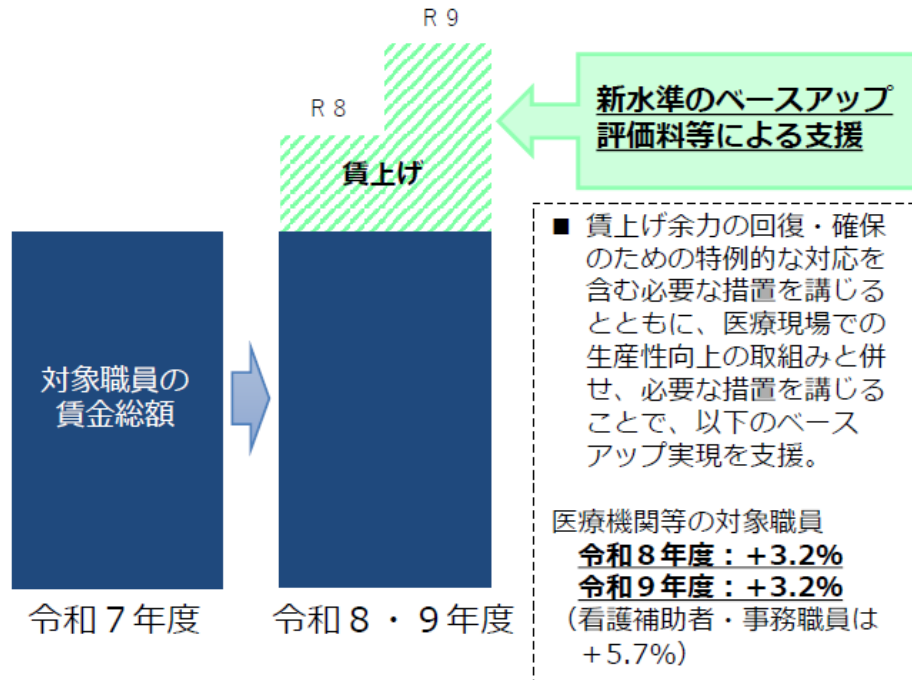 R9
R8
賃上げ
新水準のベースアップ
評価料等による支援
対象職員の
賃金総額
令和７年度
令和８・９年度
■ 賃上げ余力の回復・確保
のための特例的な対応を
含む必要な措置を講じる
とともに、医療現場での
生産性向上の取組みと併
せ、必要な措置を講じる
ことで、以下のベース
アップ実現を支援。
医療機関等の対象職員
令和８年度：＋3.2%
令和９年度：＋3.2%
（看護補助者・事務職員は
＋5.7%）